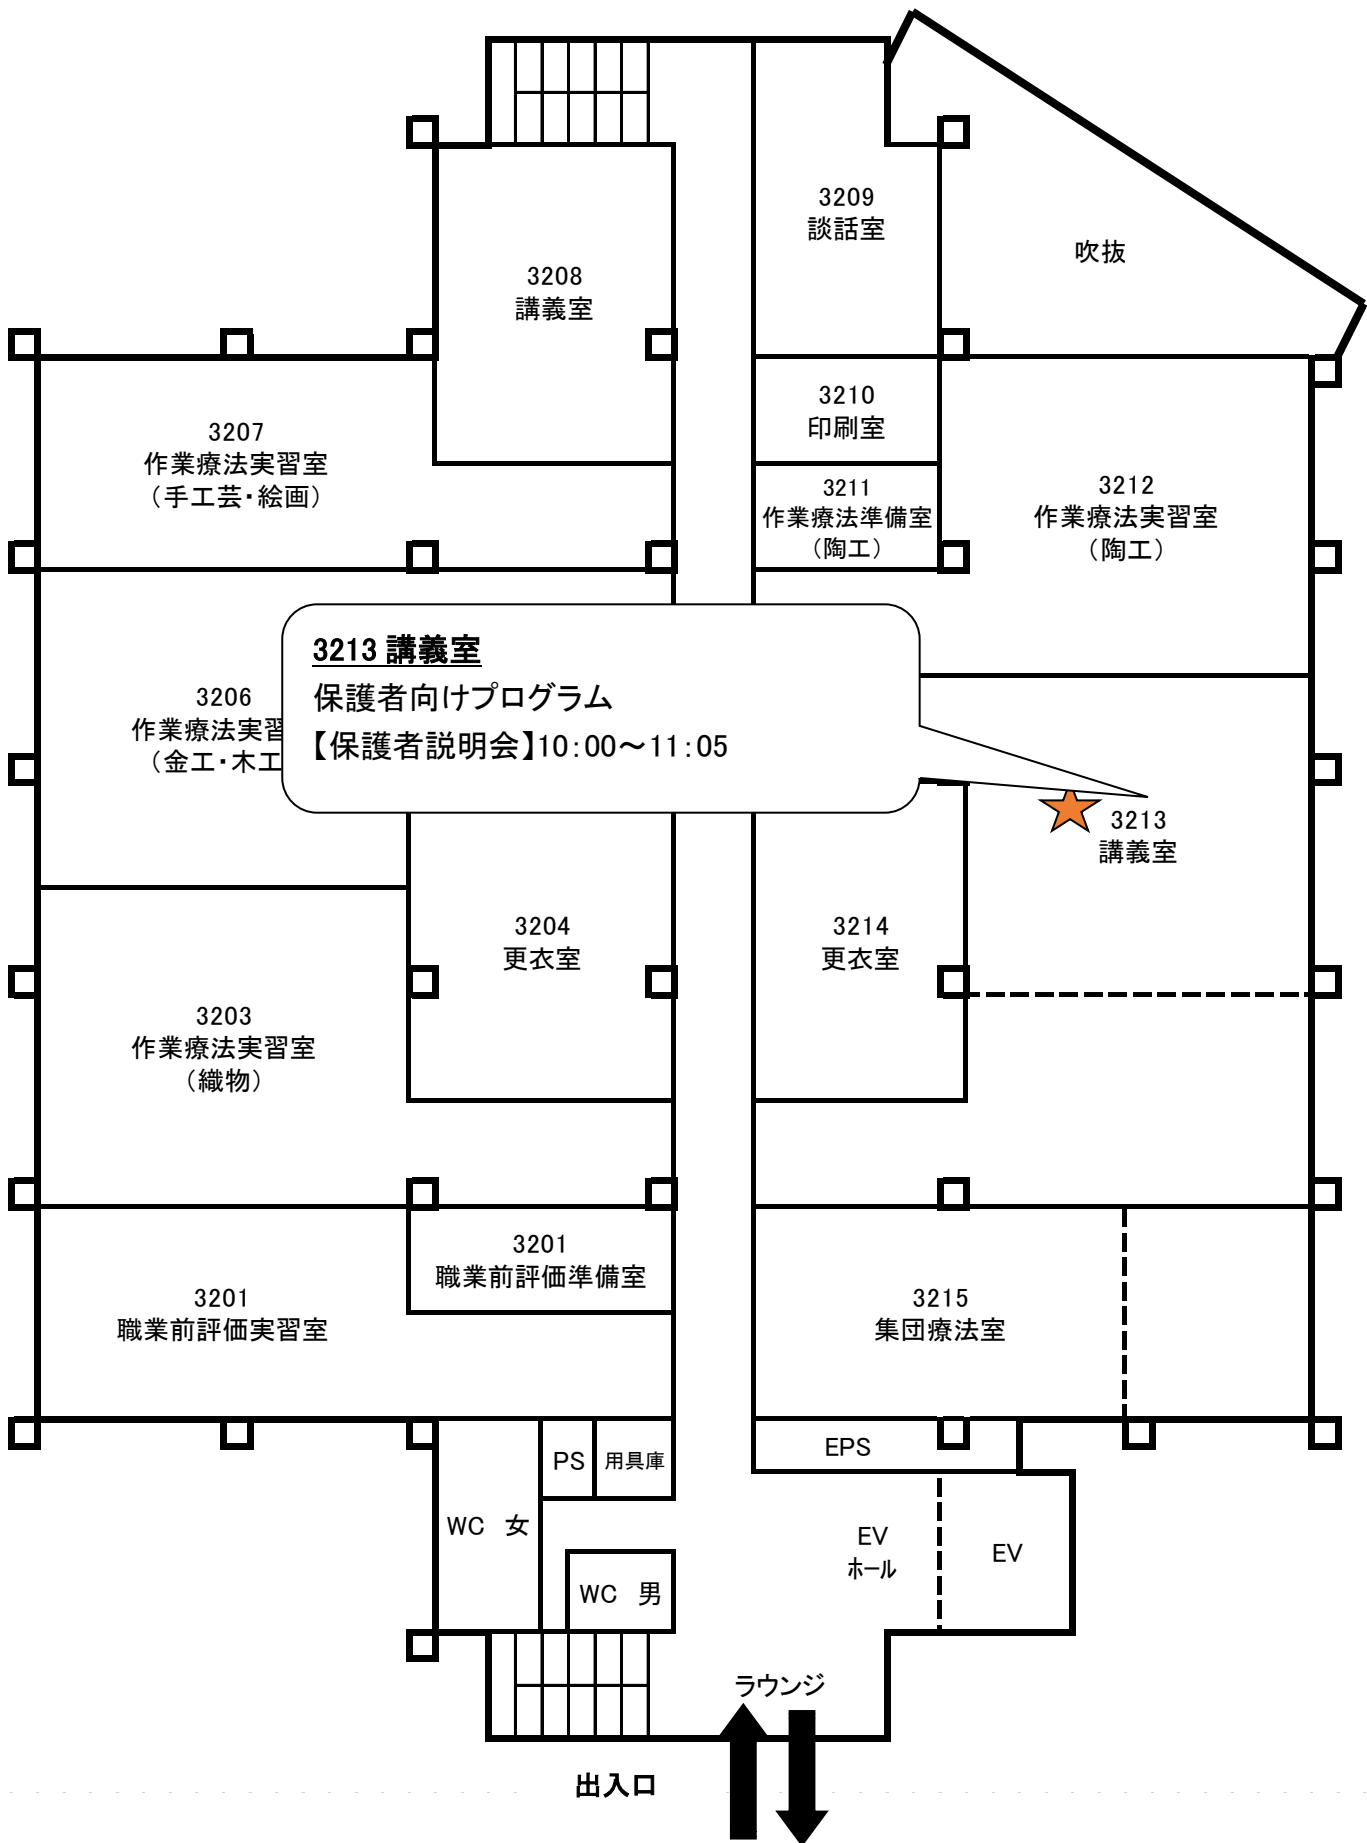 3209
談話室
吹抜
3208
講義室
3210
印刷室
3207
作業療法実習室
（手工芸・絵画）
3211
作業療法準備室
（陶工）
3212
作業療法実習室
（陶工）
3213 講義室
保護者向けプログラム
【保護者説明会】10:00～11:05
3206
作業療法実習
（金工・木工
3213
講義室
3204
更衣室
3214
更衣室
3203
作業療法実習室
（織物）
3201
職業前評価準備室
3201
職業前評価実習室
3215
集団療法室
PS
用具庫
EPS
WC 女
EV
ホール
EV
WC 男
ラウンジ
出入口